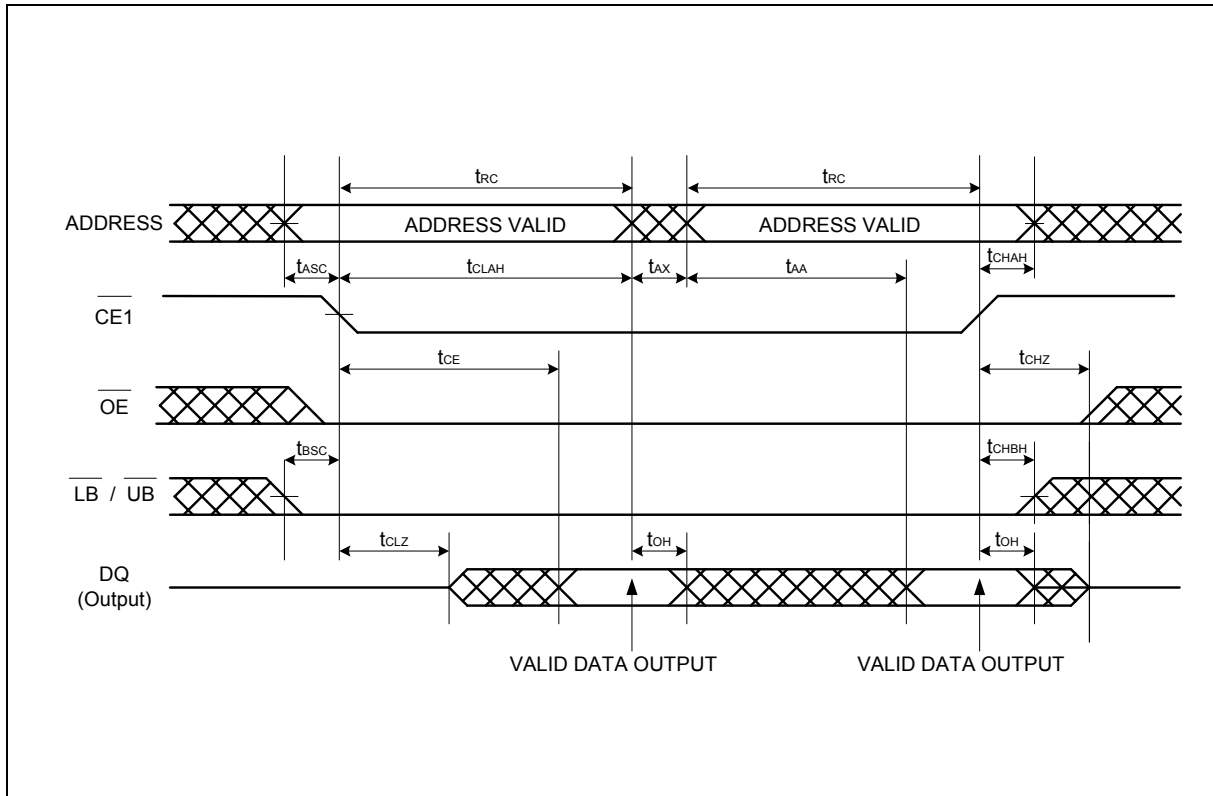 tRC tRC
ADDRESS ADDRESS VALID ADDRESS VALID
tASC tCLAH tAX tAA tCHAH
CE1
tCE tCHZ
OE
tBSC tCHBH
LB / UB
tCLZ tOH tOH
DQ
(Output)
VALID DATA OUTPUT VALID DATA OUTPUT